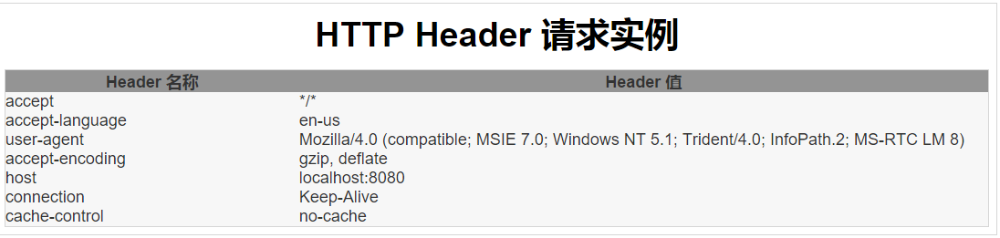 HTTP Header 请求实例
Header 名称 Header 值
accept */*
accept-language en-us
user-agent Mozilla/4.0 (compatible; MSIE 7.0; Windows NT 5.1; Trident/4.0; InfoPath.2; MS-RTC LM 8)
accept-encoding gzip, deflate
host localhost:8080
connection Keep-Alive
cache-control no-cache